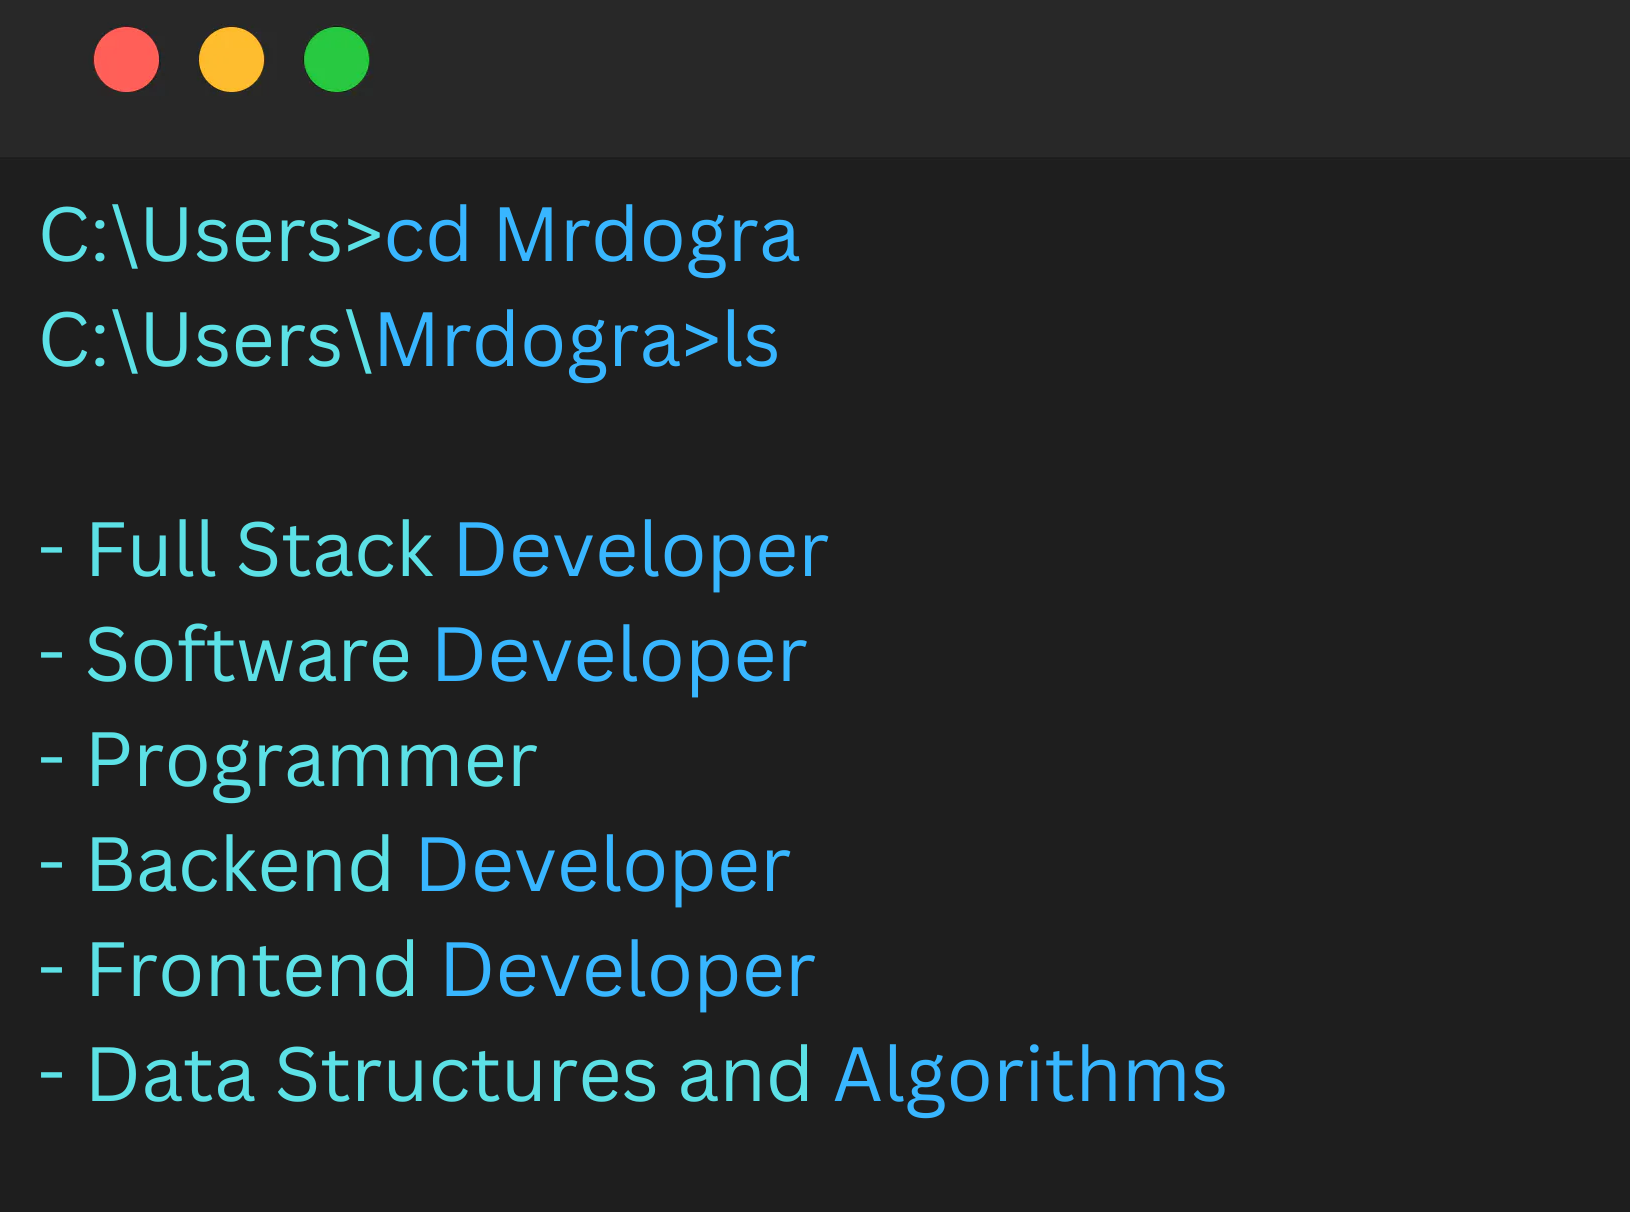 C:\Users>cd Mrdogra
C:\Users\Mrdogra>ls
- Full Stack Developer
- Software Developer
- Programmer
- Backend Developer
- Frontend Developer
- Data Structures and Algorithms